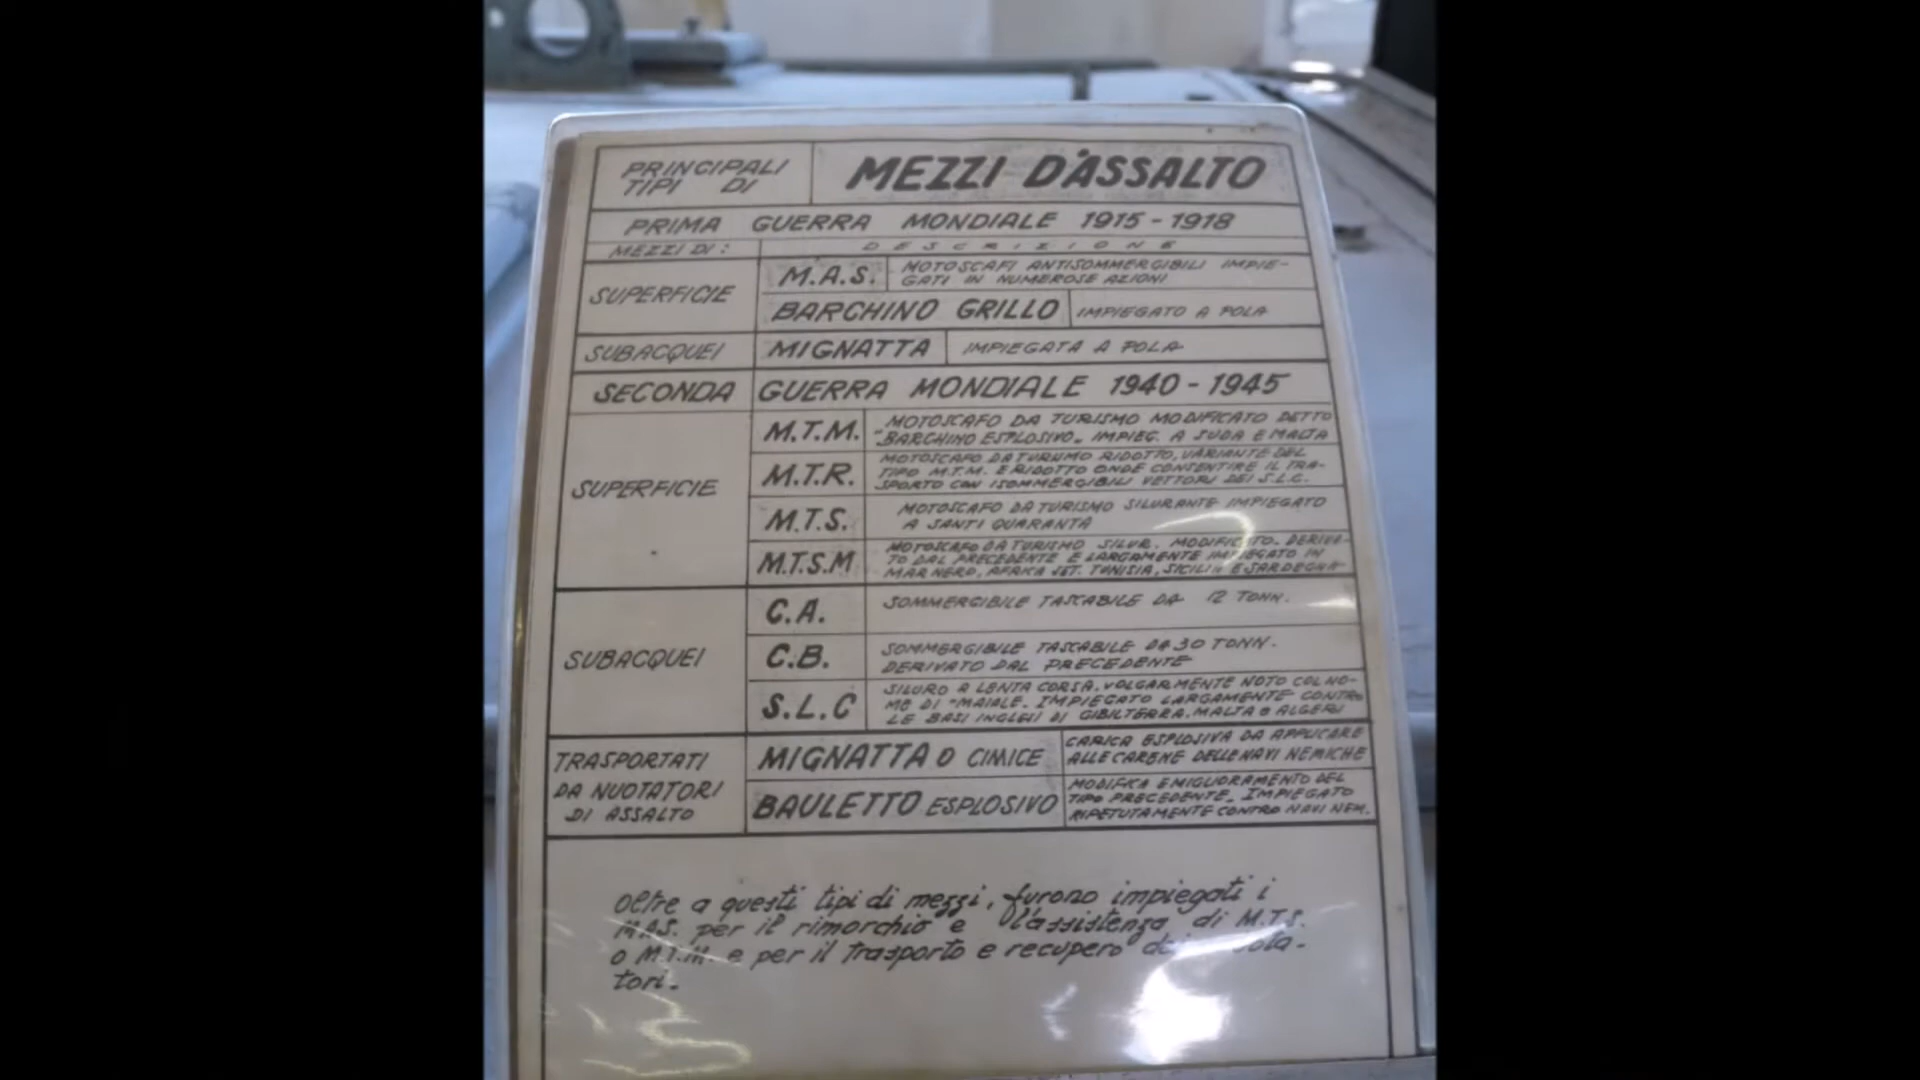 PRINCIPALI
TIPI DI
MEZZI D'ASSALTO
PRIMA GUERRA MONDIALE 1915-1918
MEZZI DI: DESCRIZIONE
SUPERFICIE
M.A.S.
MOTOSCAFI ANTISOMMERGIBILI IMPIE-
GATI IN NUMEROSE AZIONI
BARCHINO GRILLO
IMPIEGATO A POLA
SUBACQUEI
MIGNATTA
IMPIEGATA A POLA
SECONDA GUERRA MONDIALE 1940-1945
SUPERFICIE
M.T.M.
MOTOSCAFO DA TURISMO MODIFICATO DETTO
"BARCHINO ESPLOSIVO" IMPIEG. A SUDA E MALTA
M.T.R.
MOTOSCAFO DA TURISMO RIDOTTO, VARIANTE DEL
TIPO M.T.M. E RIDOTTO ONDE CONSENTIRE IL TRA-
SPORTO CON I SOMMERGIBILI VETTORI DEI S.L.C.
M.T.S.
MOTOSCAFO DA TURISMO SILURANTE IMPIEGATO
A SANTI QUARANTA
M.T.S.M
MOTOSCAFO DA TURISMO SILUR. MODIFICATO. DERIVA-
TO DAL PRECEDENTE E LARGAMENTE IMPIEGATO IN
MAR NERO, AFRICA SET. TUNISIA, SICILIA E SARDEGNA
SUBACQUEI
C.A.
SOMMERGIBILE TASCABILE DA 12 TONN.
C.B.
SOMMERGIBILE TASCABILE DA 30 TONN.
DERIVATO DAL PRECEDENTE
S.L.C
SILURO A LENTA CORSA. VOLGARMENTE NOTO COL NO-
ME DI "MAIALE. IMPIEGATO LARGAMENTE CONTRO
LE BASI INGLESI DI GIBILTERRA. MALTA e ALGERI
TRASPORTATI
DA NUOTATORI
DI ASSALTO
MIGNATTA O CIMICE
CARICA ESPLOSIVA DA APPLICARE
ALLE CARENE DELLE NAVI NEMICHE
BAULETTO ESPLOSIVO
MODIFICA E MIGLIORAMENTO DEL
TIPO PRECEDENTE. IMPIEGATO
RIPETUTAMENTE CONTRO NAVI NEM.
Oltre a questi tipi di mezzi, furono impiegati i
MAS. per il rimorchio e l'assistenza di M.T.S.
o M.T.M. e per il trasporto e recupero
tori.